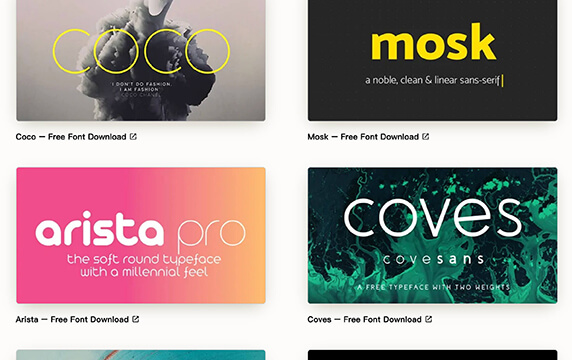 COCO
I DON'T DO FASHION,
I AM FASHION
COCO CHANEL
Coco — Free Font Download
mosk
a noble, clean & linear sans-serif
Mosk — Free Font Download
arista pro
the soft round typeface
with a millennial feel
Arista — Free Font Download
coves
covesans
A FREE TYPEFACE WITH TWO WEIGHTS
Coves — Free Font Download